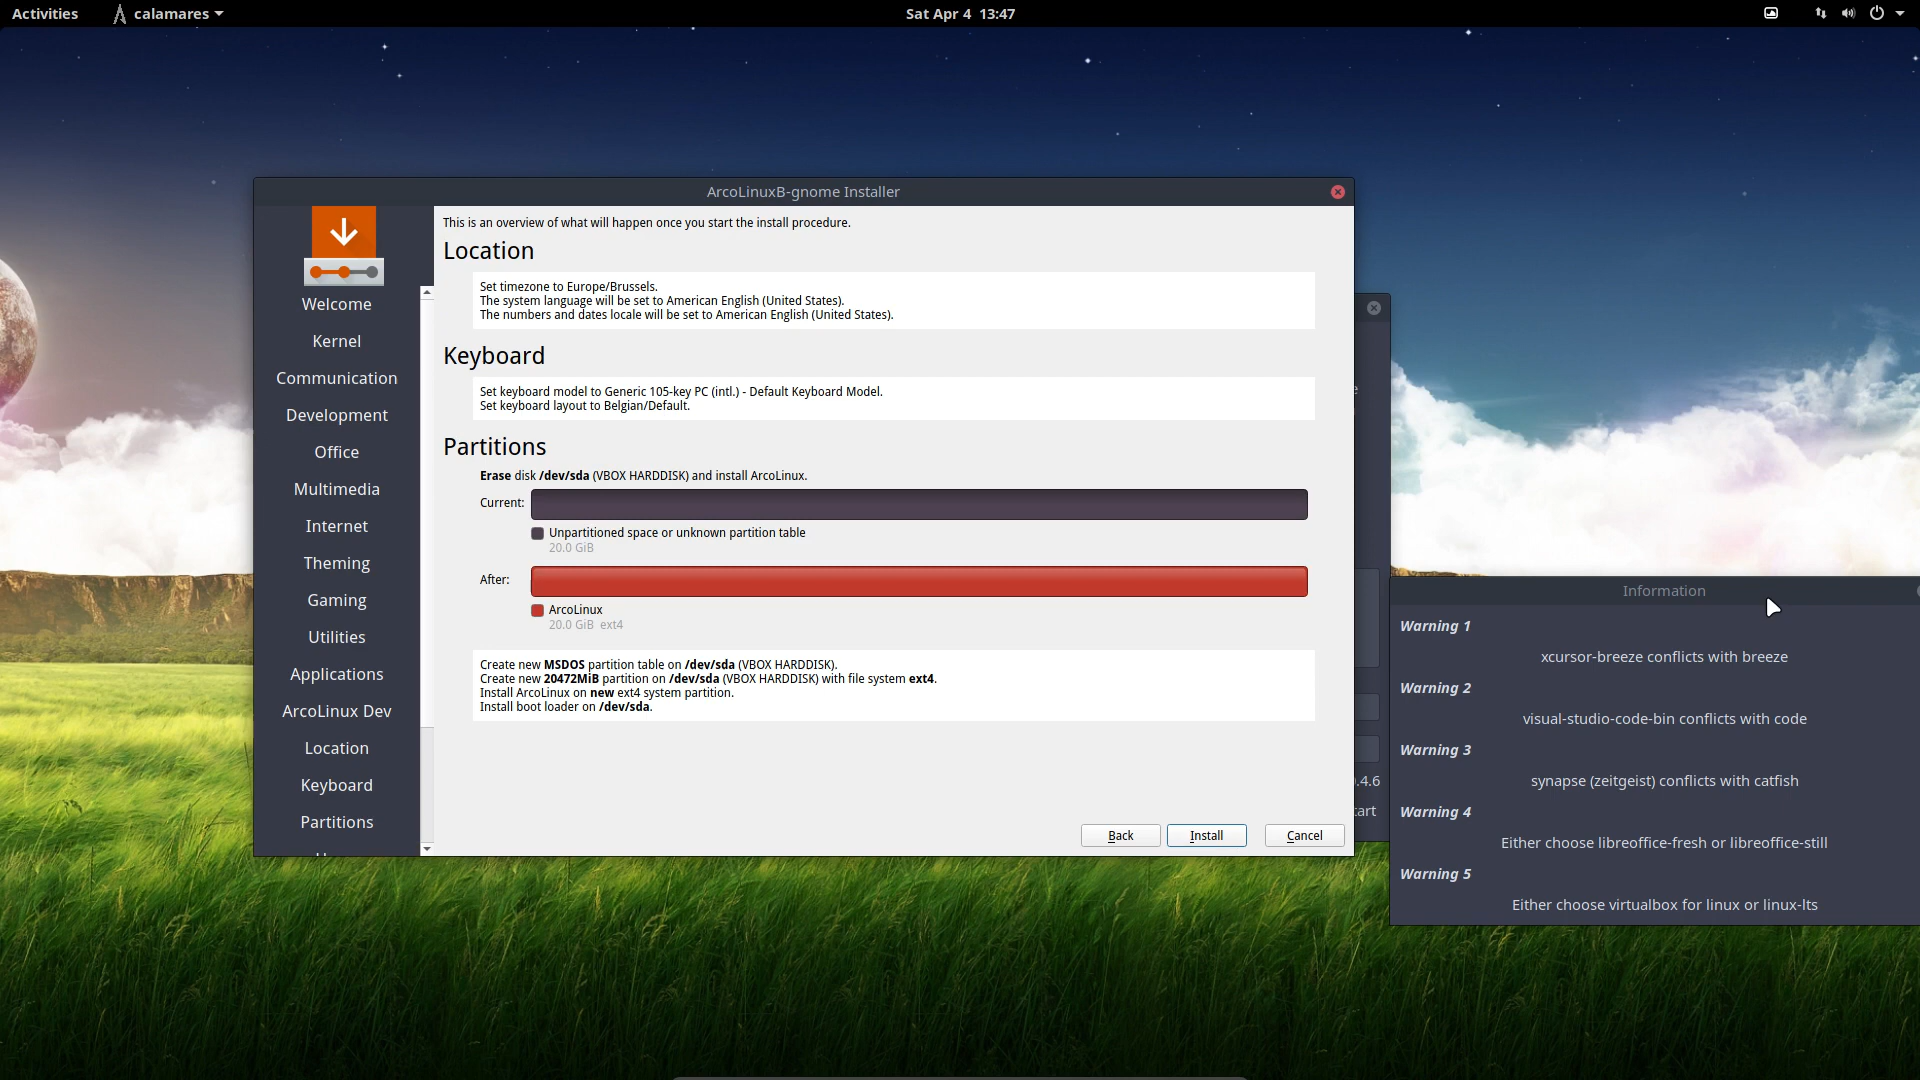 Activities
calamares
Sat Apr 4 13:47
ArcoLinuxB-gnome Installer
Welcome
Kernel
Communication
Development
Office
Multimedia
Internet
Theming
Gaming
Utilities
Applications
ArcoLinux Dev
Location
Keyboard
Partitions
This is an overview of what will happen once you start the install procedure.
Location
Set timezone to Europe/Brussels.
The system language will be set to American English (United States).
The numbers and dates locale will be set to American English (United States).
Keyboard
Set keyboard model to Generic 105-key PC (intl.) - Default Keyboard Model.
Set keyboard layout to Belgian/Default.
Partitions
Erase disk /dev/sda (VBOX HARDDISK) and install ArcoLinux.
Current:
Unpartitioned space or unknown partition table
20.0 GiB
After:
ArcoLinux
20.0 GiB ext4
Create new MSDOS partition table on /dev/sda (VBOX HARDDISK).
Create new 20472MiB partition on /dev/sda (VBOX HARDDISK) with file system ext4.
Install ArcoLinux on new ext4 system partition.
Install boot loader on /dev/sda.
Back
Install
Cancel
.4.6
tart
Information
Warning 1
xcursor-breeze conflicts with breeze
Warning 2
visual-studio-code-bin conflicts with code
Warning 3
synapse (zeitgeist) conflicts with catfish
Warning 4
Either choose libreoffice-fresh or libreoffice-still
Warning 5
Either choose virtualbox for linux or linux-lts